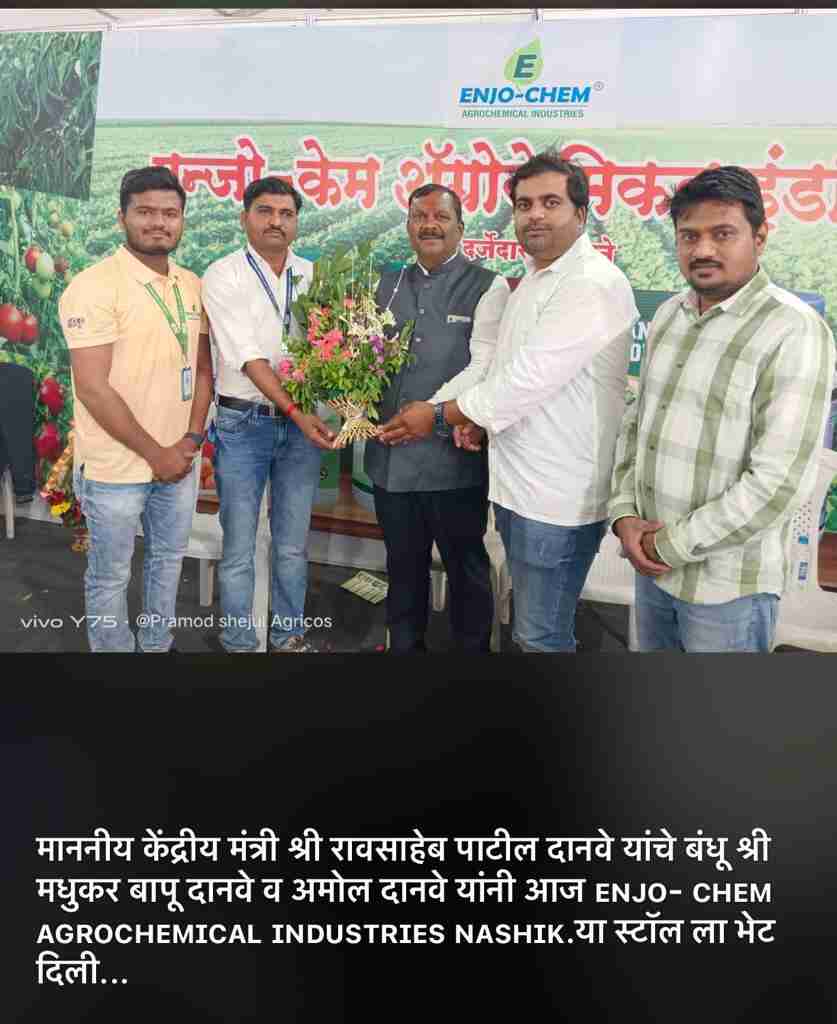 E
ENJO-CHEM®
AGROCHEMICAL INDUSTRIES
एन्जो-केम
vivo Y75 · @Pramod shejul Agricos
माननीय केंद्रीय मंत्री श्री रावसाहेब पाटील दानवे यांचे बंधू श्री
मधुकर बापू दानवे व अमोल दानवे यांनी आज ENJO- CHEM
AGROCHEMICAL INDUSTRIES NASHIK.या स्टॉल ला भेट
दिली...